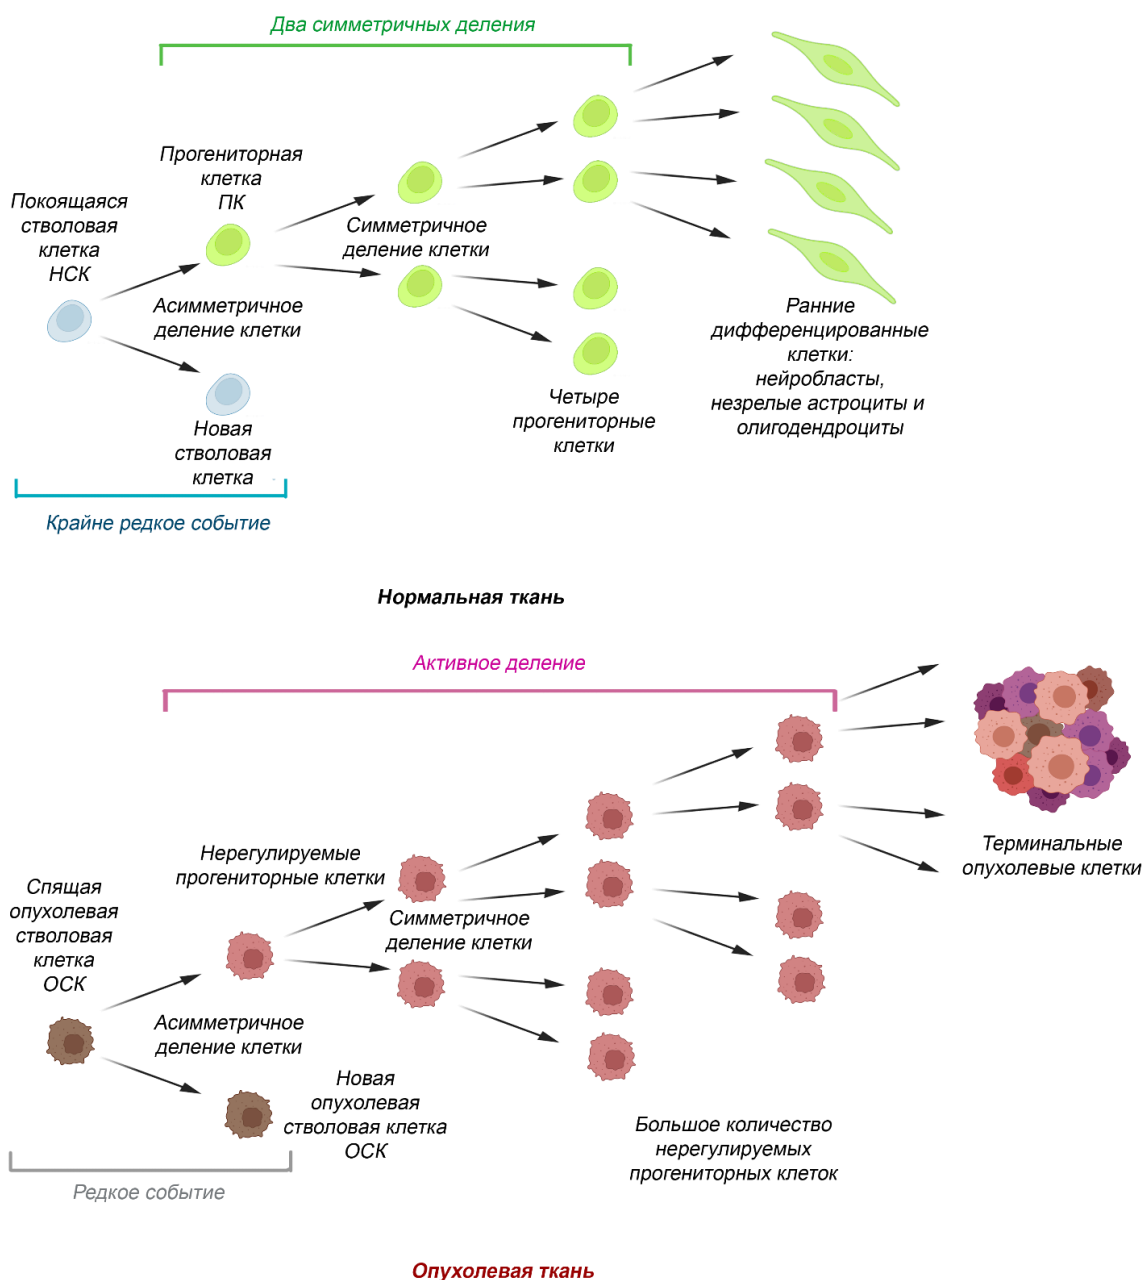 Два симметричных деления
Прогениторная
клетка
ПК
Покоящаяся
стволовая
клетка
НСК
Симметричное
деление клетки
Асимметричное
деление клетки
Ранние
дифференцированные
клетки:
нейробласты,
незрелые астроциты и
олигодендроциты
Четыре
прогениторные
клетки
Новая
стволовая
клетка
Крайне редкое событие
Нормальная ткань
Активное деление
Нерегулируемые
прогениторные клетки
Терминальные
опухолевые клетки
Спящая
опухолевая
стволовая
клетка
ОСК
Симметричное
деление клетки
Асимметричное
деление клетки
Новая
опухолевая
стволовая клетка
ОСК
Большое количество
нерегулируемых
прогениторных клеток
Редкое событие
Опухолевая ткань